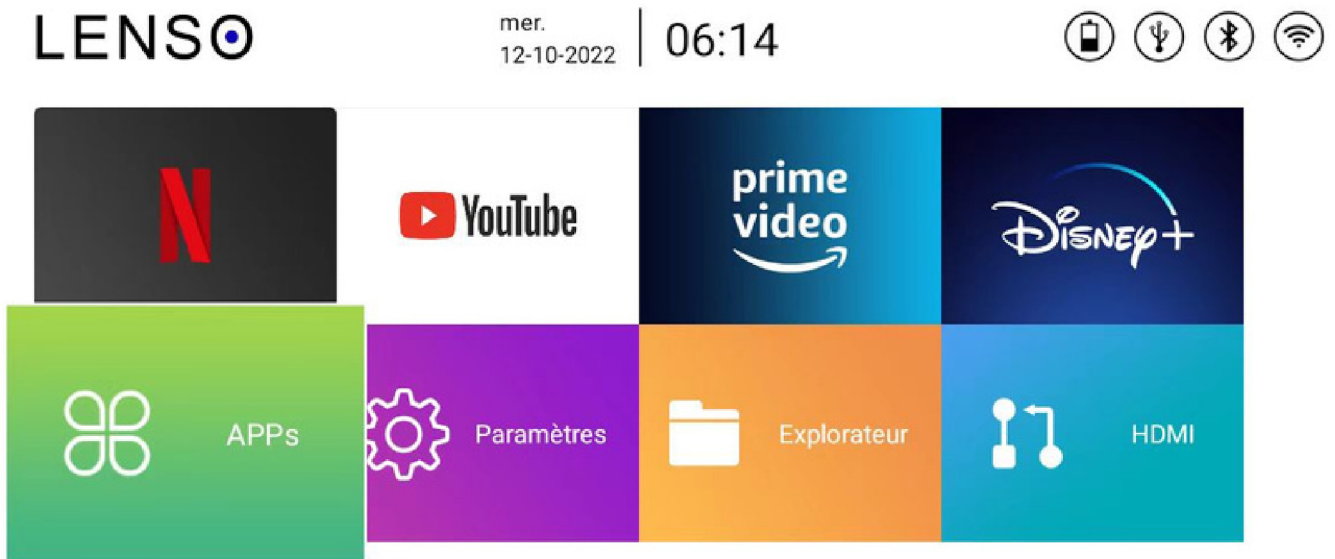 LENSO
mer.
12-10-2022
06:14
N
YouTube
prime
video
Disney+
APPs
Paramètres
Explorateur
HDMI